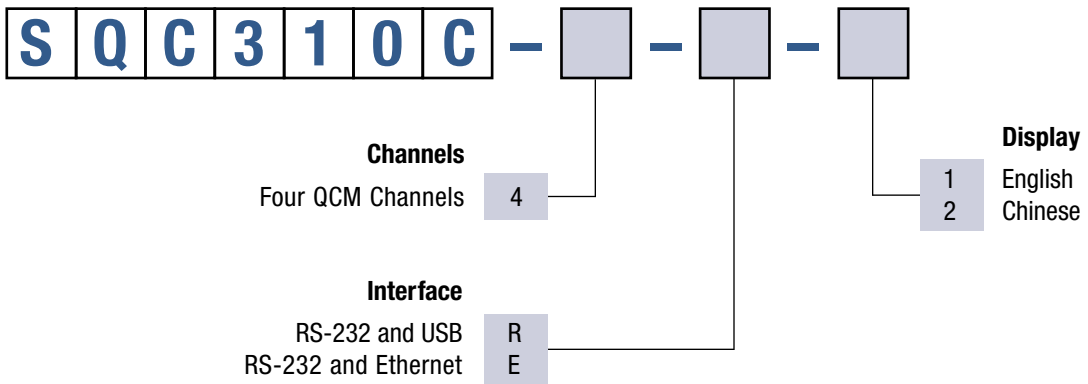 SQC310C – – –
Channels
Four QCM Channels 4
Interface
RS-232 and USB R
RS-232 and Ethernet E
Display
1 English
2 Chinese